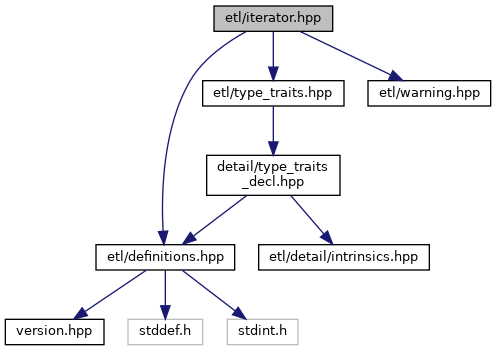 etl/iterator.hpp
etl/type_traits.hpp
etl/warning.hpp
detail/type_traits
_decl.hpp
etl/definitions.hpp
etl/detail/intrinsics.hpp
version.hpp
stddef.h
stdint.h